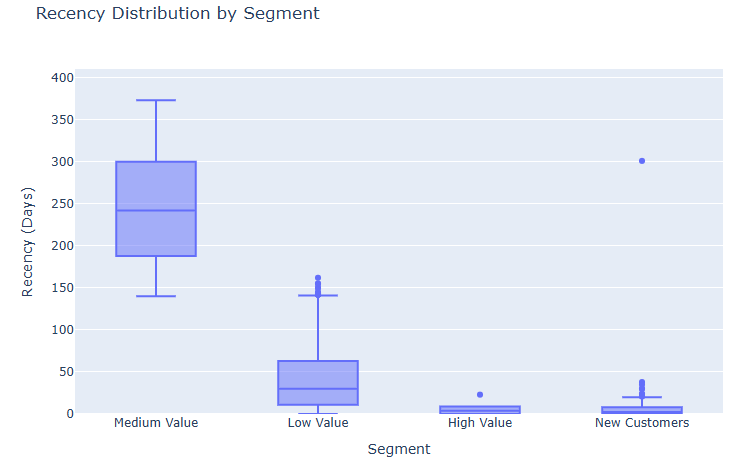 Recency Distribution by Segment
400
350
300
250
200
150
100
50
0
Recency (Days)
Medium Value
Low Value
High Value
New Customers
Segment